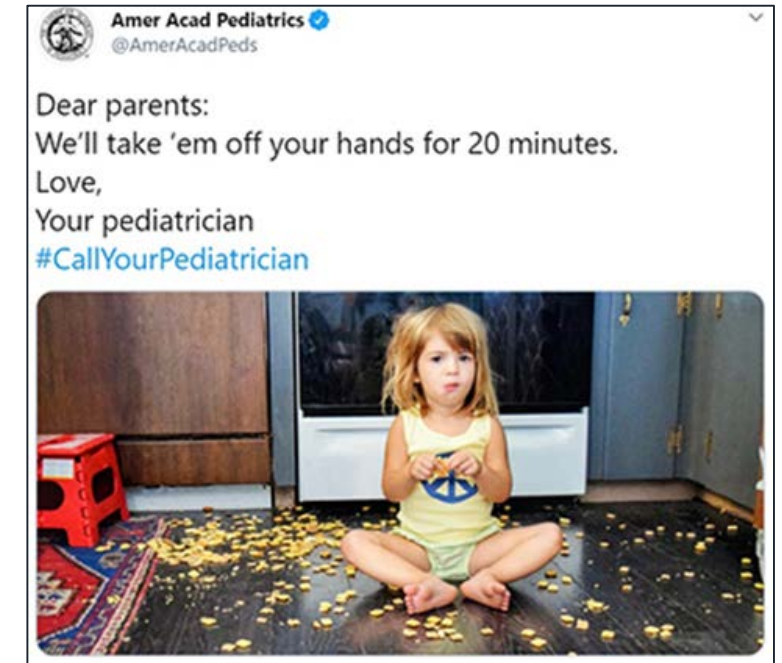 Amer Acad Pediatrics
@AmerAcadPeds
Dear parents:
We'll take 'em off your hands for 20 minutes.
Love,
Your pediatrician
#CallYourPediatrician